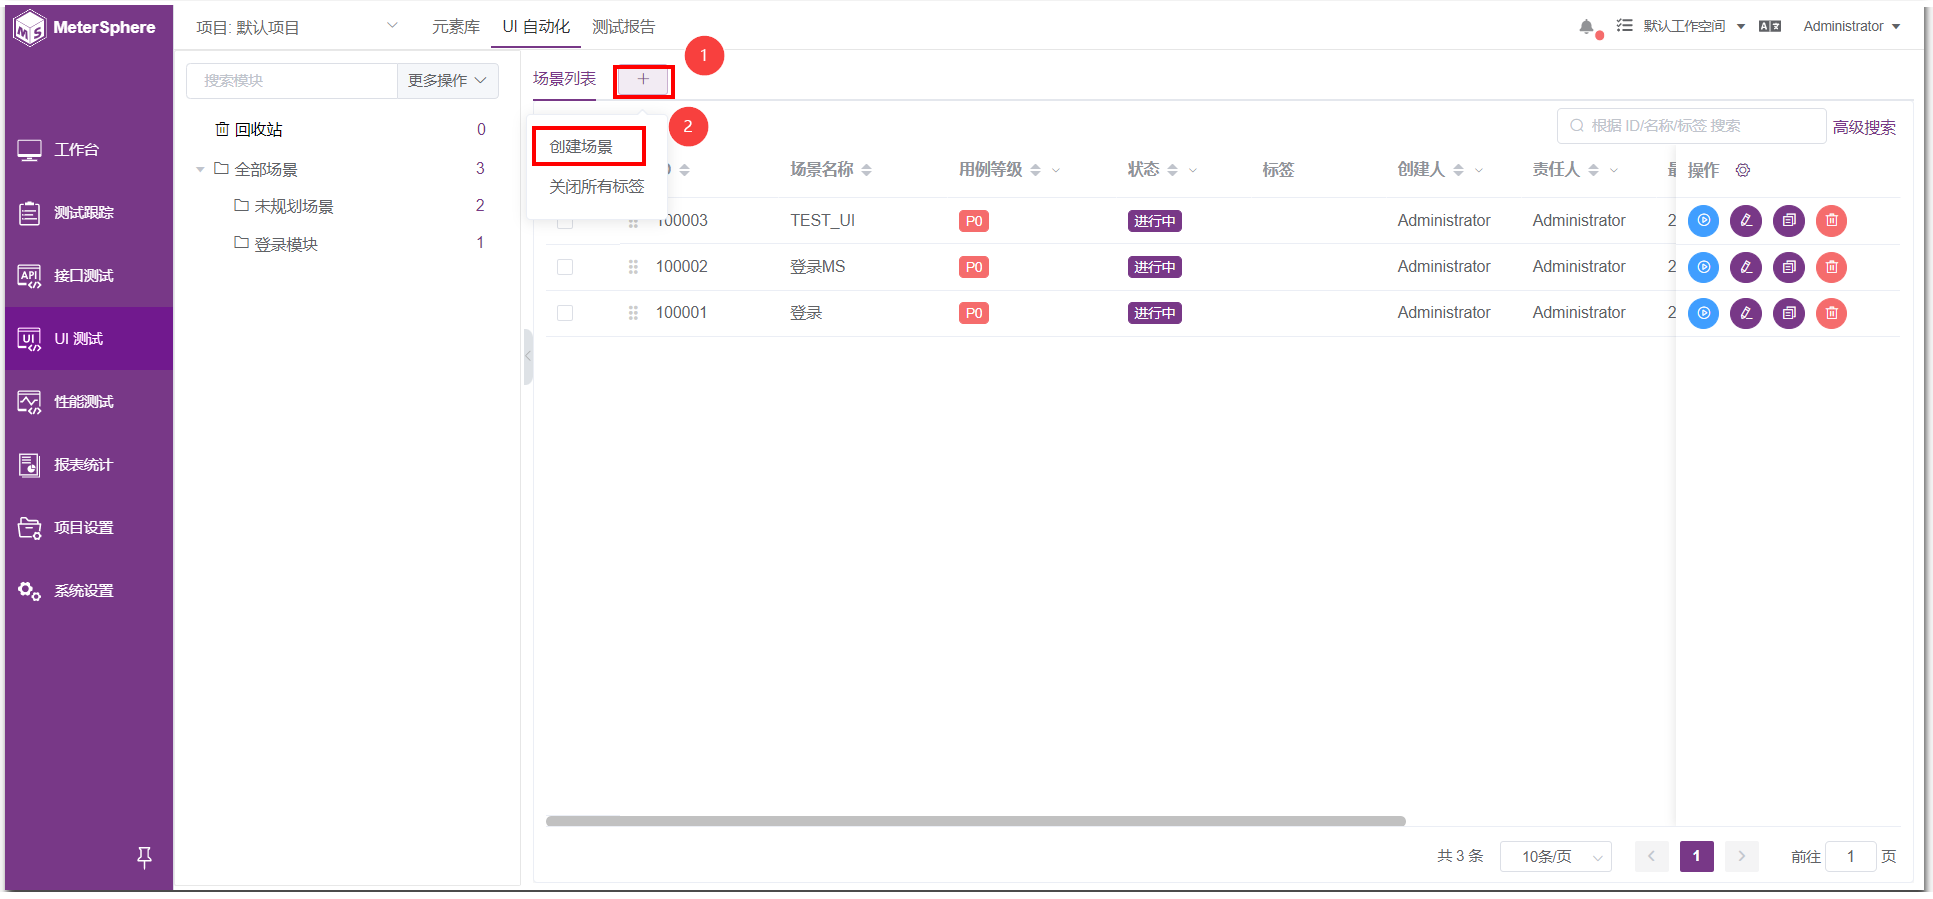 MeterSphere
项目: 默认项目
元素库
UI 自动化
测试报告
默认工作空间
Administrator
工作台
测试跟踪
接口测试
UI 测试
性能测试
报表统计
项目设置
系统设置
搜索模块
更多操作
回收站 0
全部场景 3
未规划场景 2
登录模块 1
场景列表
+
1
2
创建场景
关闭所有标签
根据 ID/名称/标签 搜索
高级搜索
场景名称 用例等级 状态 标签 创建人 责任人 操作
100003 TEST_UI P0 进行中 Administrator Administrator 2
100002 登录MS P0 进行中 Administrator Administrator 2
100001 登录 P0 进行中 Administrator Administrator 2
共 3 条
10条/页
1
前往 1 页